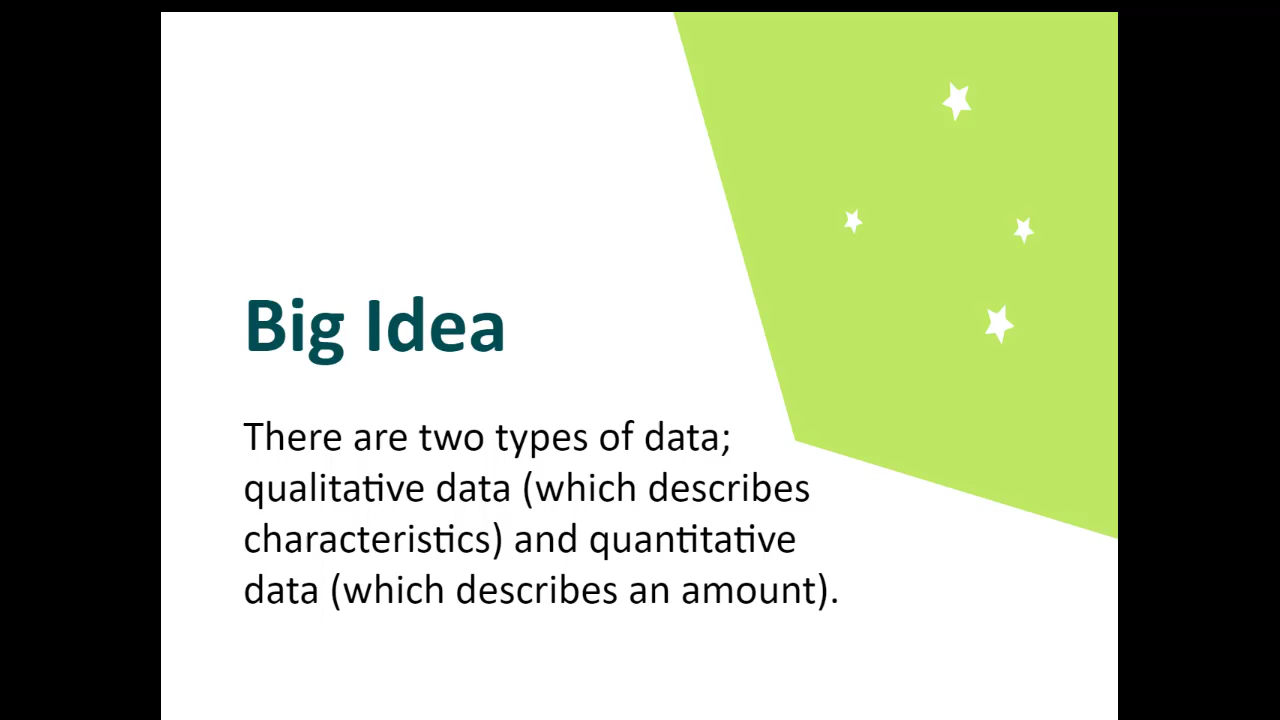 Big Idea
There are two types of data;
qualitative data (which describes
characteristics) and quantitative
data (which describes an amount).